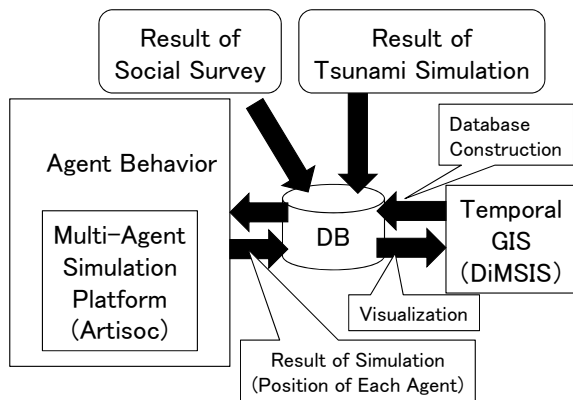 Result of
Social Survey
Result of
Tsunami Simulation
Database
Construction
Agent Behavior
Multi-Agent
Simulation
Platform
(Artisoc)
DB
Temporal
GIS
(DiMSIS)
Visualization
Result of Simulation
(Position of Each Agent)